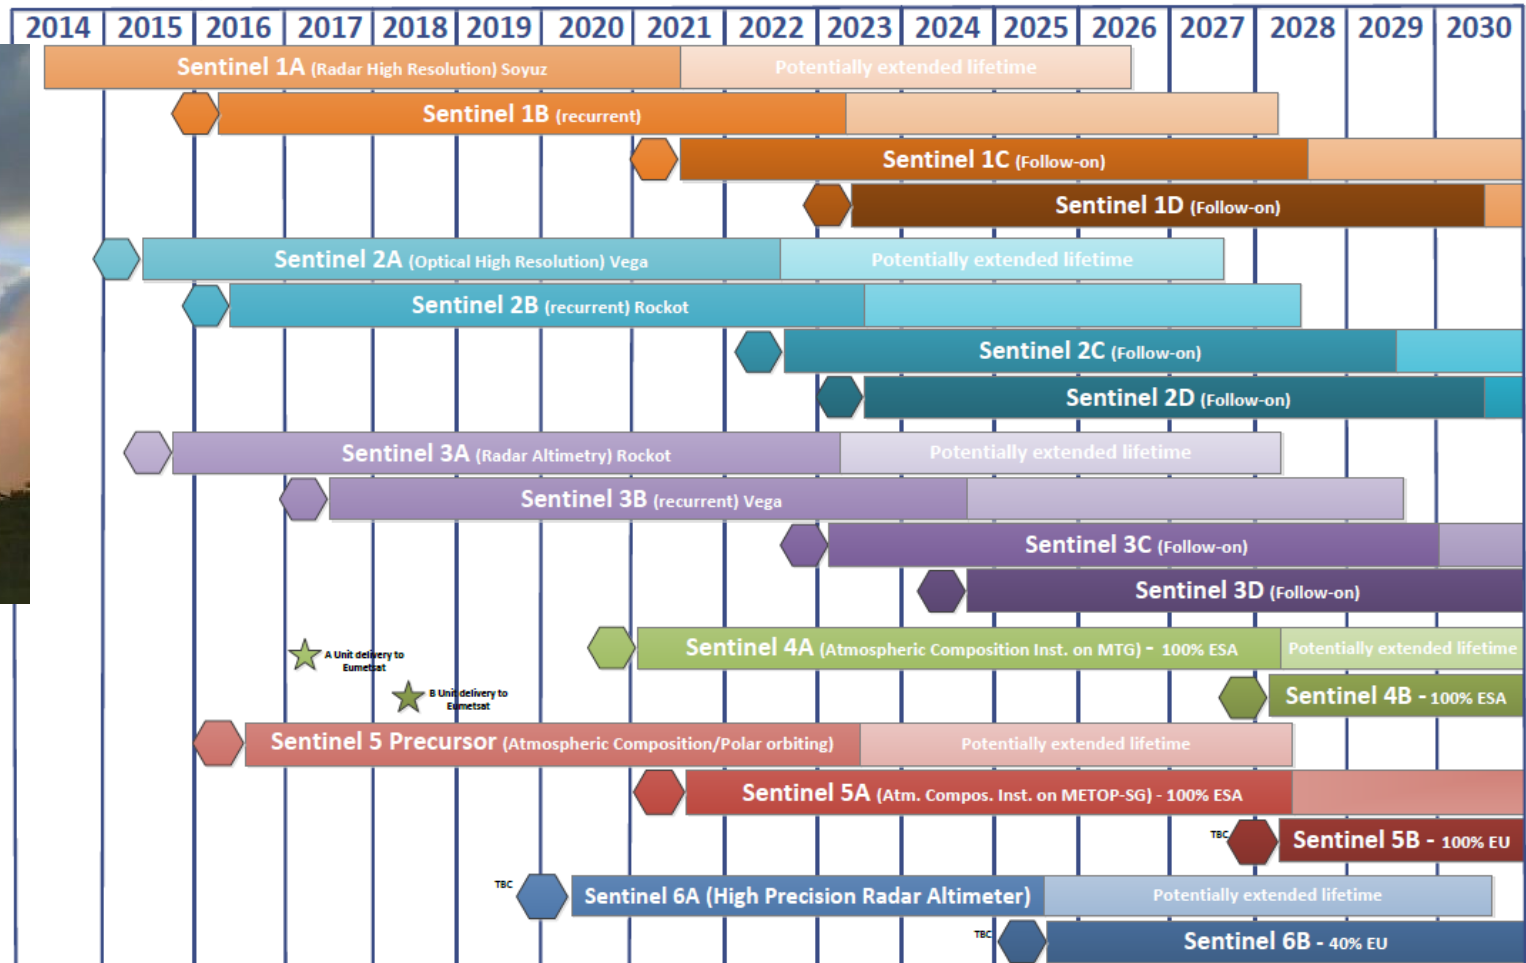 2014 2015 2016 2017 2018 2019 2020 2021 2022 2023 2024 2025 2026 2027 2028 2029 2030
Sentinel 1A (Radar High Resolution) Soyuz Potentially extended lifetime
Sentinel 1B (recurrent)
Sentinel 1C (Follow-on)
Sentinel 1D (Follow-on)
Sentinel 2A (Optical High Resolution) Vega Potentially extended lifetime
Sentinel 2B (recurrent) Rockot
Sentinel 2C (Follow-on)
Sentinel 2D (Follow-on)
Sentinel 3A (Radar Altimetry) Rockot Potentially extended lifetime
Sentinel 3B (recurrent) Vega
Sentinel 3C (Follow-on)
Sentinel 3D (Follow-on)
A Unit delivery to
Eumetsat
Sentinel 4A (Atmospheric Composition Inst. on MTG) - 100% ESA Potentially extended lifetime
B Unit delivery to
Eumetsat
Sentinel 4B - 100% ESA
Sentinel 5 Precursor (Atmospheric Composition/Polar orbiting) Potentially extended lifetime
Sentinel 5A (Atm. Compos. Inst. on METOP-SG) - 100% ESA
TBC Sentinel 5B - 100% EU
TBC Sentinel 6A (High Precision Radar Altimeter) Potentially extended lifetime
TBC Sentinel 6B - 40% EU